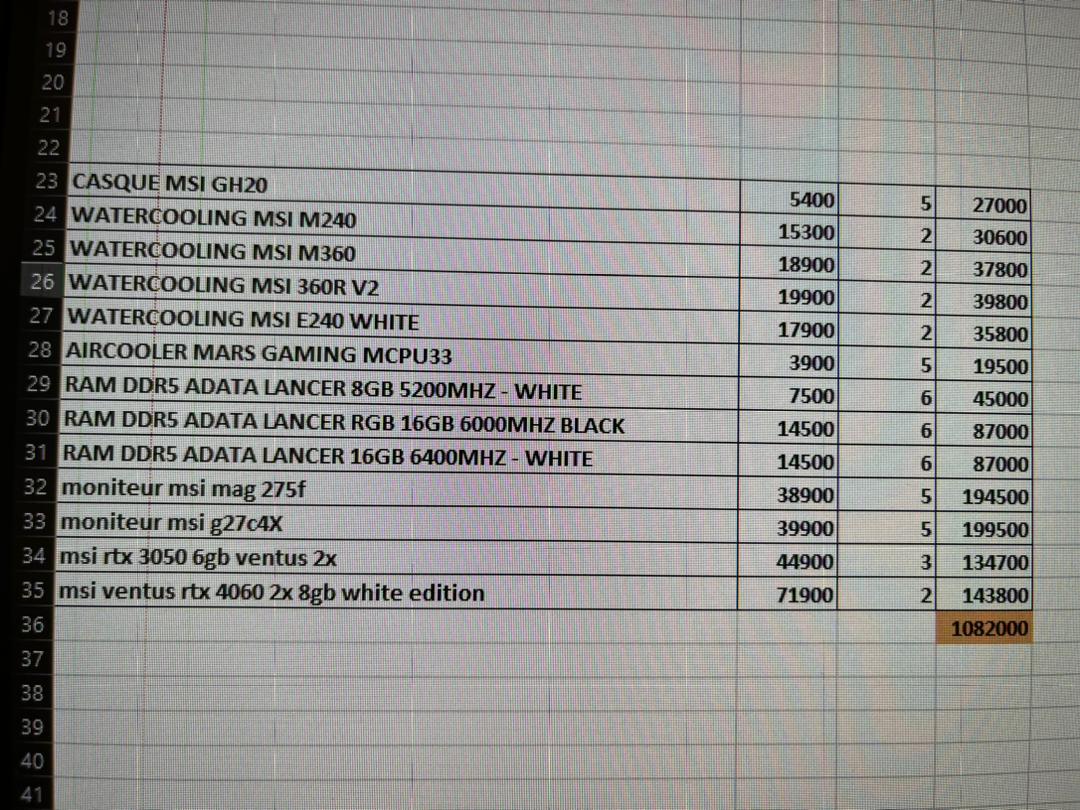 18
19
20
21
22
23 CASQUE MSI GH20 5400 5 27000
24 WATERCOOLING MSI M240 15300 2 30600
25 WATERCOOLING MSI M360 18900 2 37800
26 WATERCOOLING MSI 360R V2 19900 2 39800
27 WATERCOOLING MSI E240 WHITE 17900 2 35800
28 AIRCOOLER MARS GAMING MCPU33 3900 5 19500
29 RAM DDR5 ADATA LANCER 8GB 5200MHZ - WHITE 7500 6 45000
30 RAM DDR5 ADATA LANCER RGB 16GB 6000MHZ BLACK 14500 6 87000
31 RAM DDR5 ADATA LANCER 16GB 6400MHZ - WHITE 14500 6 87000
32 moniteur msi mag 275f 38900 5 194500
33 moniteur msi g27c4X 39900 5 199500
34 msi rtx 3050 6gb ventus 2x 44900 3 134700
35 msi ventus rtx 4060 2x 8gb white edition 71900 2 143800
36 1082000
37
38
39
40
41